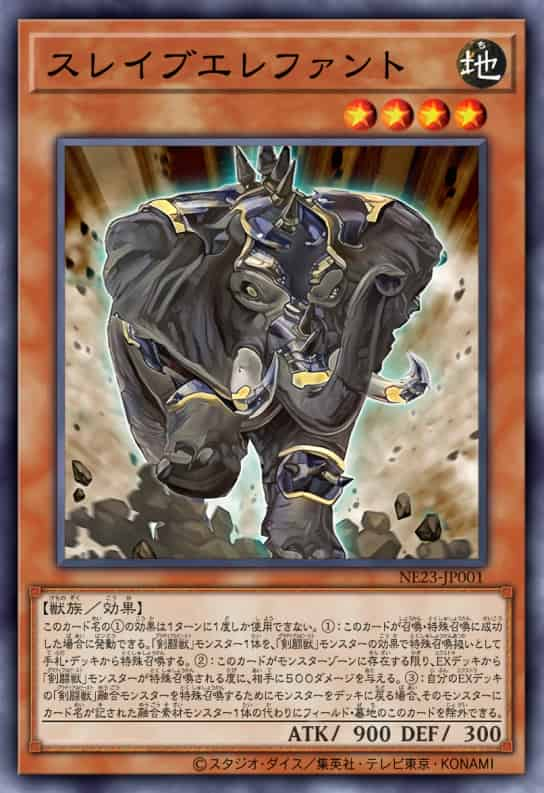 スレイブエレファント
地
NE23-JP001
【獣族／効果】
このカード名の①の効果は1ターンに1度しか使用できない。①：このカードが召喚・特殊召喚に成功
した場合に発動できる。「剣闘獣」モンスター1体を、「剣闘獣」モンスターの効果で特殊召喚扱いとして
手札・デッキから特殊召喚する。②：このカードがモンスターゾーンに存在する限り、EXデッキから
「剣闘獣」モンスターが特殊召喚される度に、相手に500ダメージを与える。③：自分のEXデッキ
の「剣闘獣」融合モンスターを特殊召喚するためにモンスターをデッキに戻る場合、そのモンスターに
カード名が記された融合素材モンスター1体の代わりにフィールド・墓地のこのカードを除外できる。
ATK/ 900 DEF/ 300
©スタジオ・ダイス／集英社・テレビ東京・KONAMI